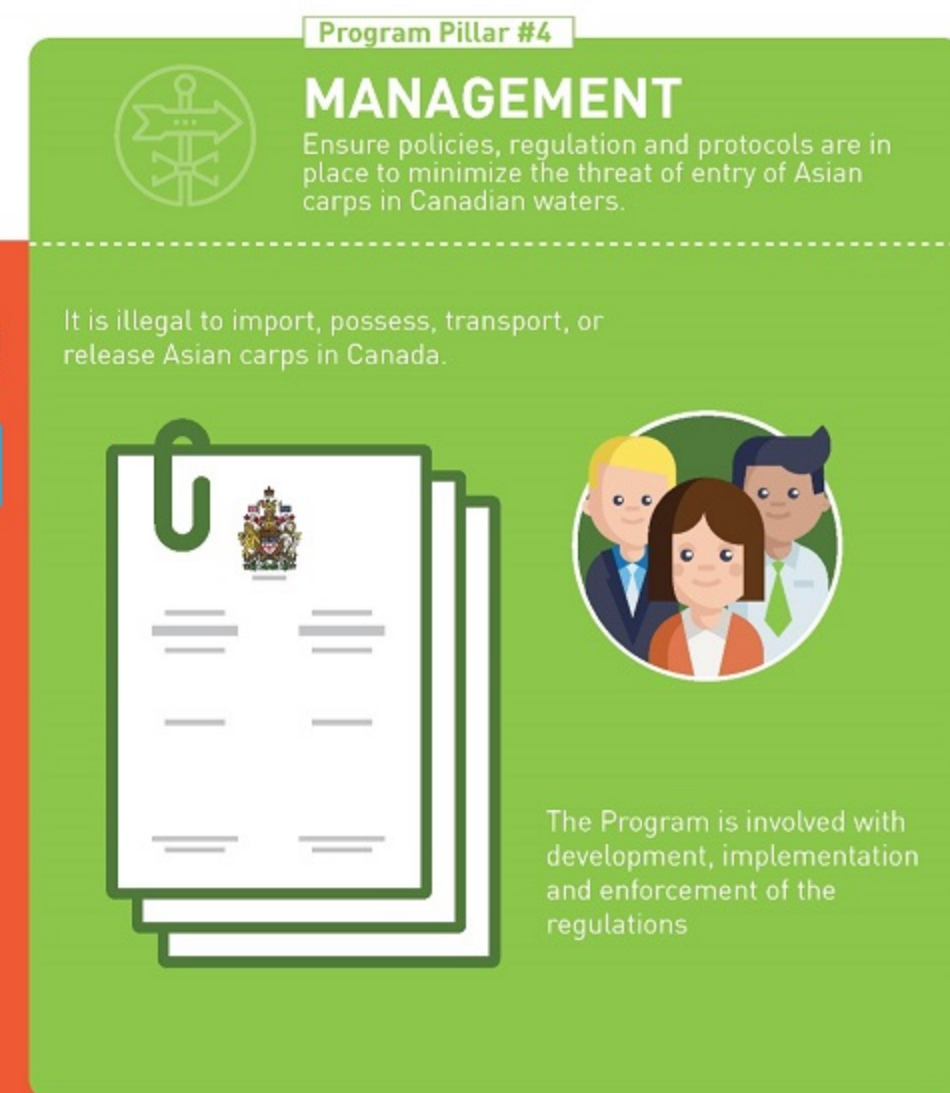 Program Pillar #4
MANAGEMENT
Ensure policies, regulation and protocols are in
place to minimize the threat of entry of Asian
carps in Canadian waters.
It is illegal to import, possess, transport, or
release Asian carps in Canada.
The Program is involved with
development, implementation
and enforcement of the
regulations